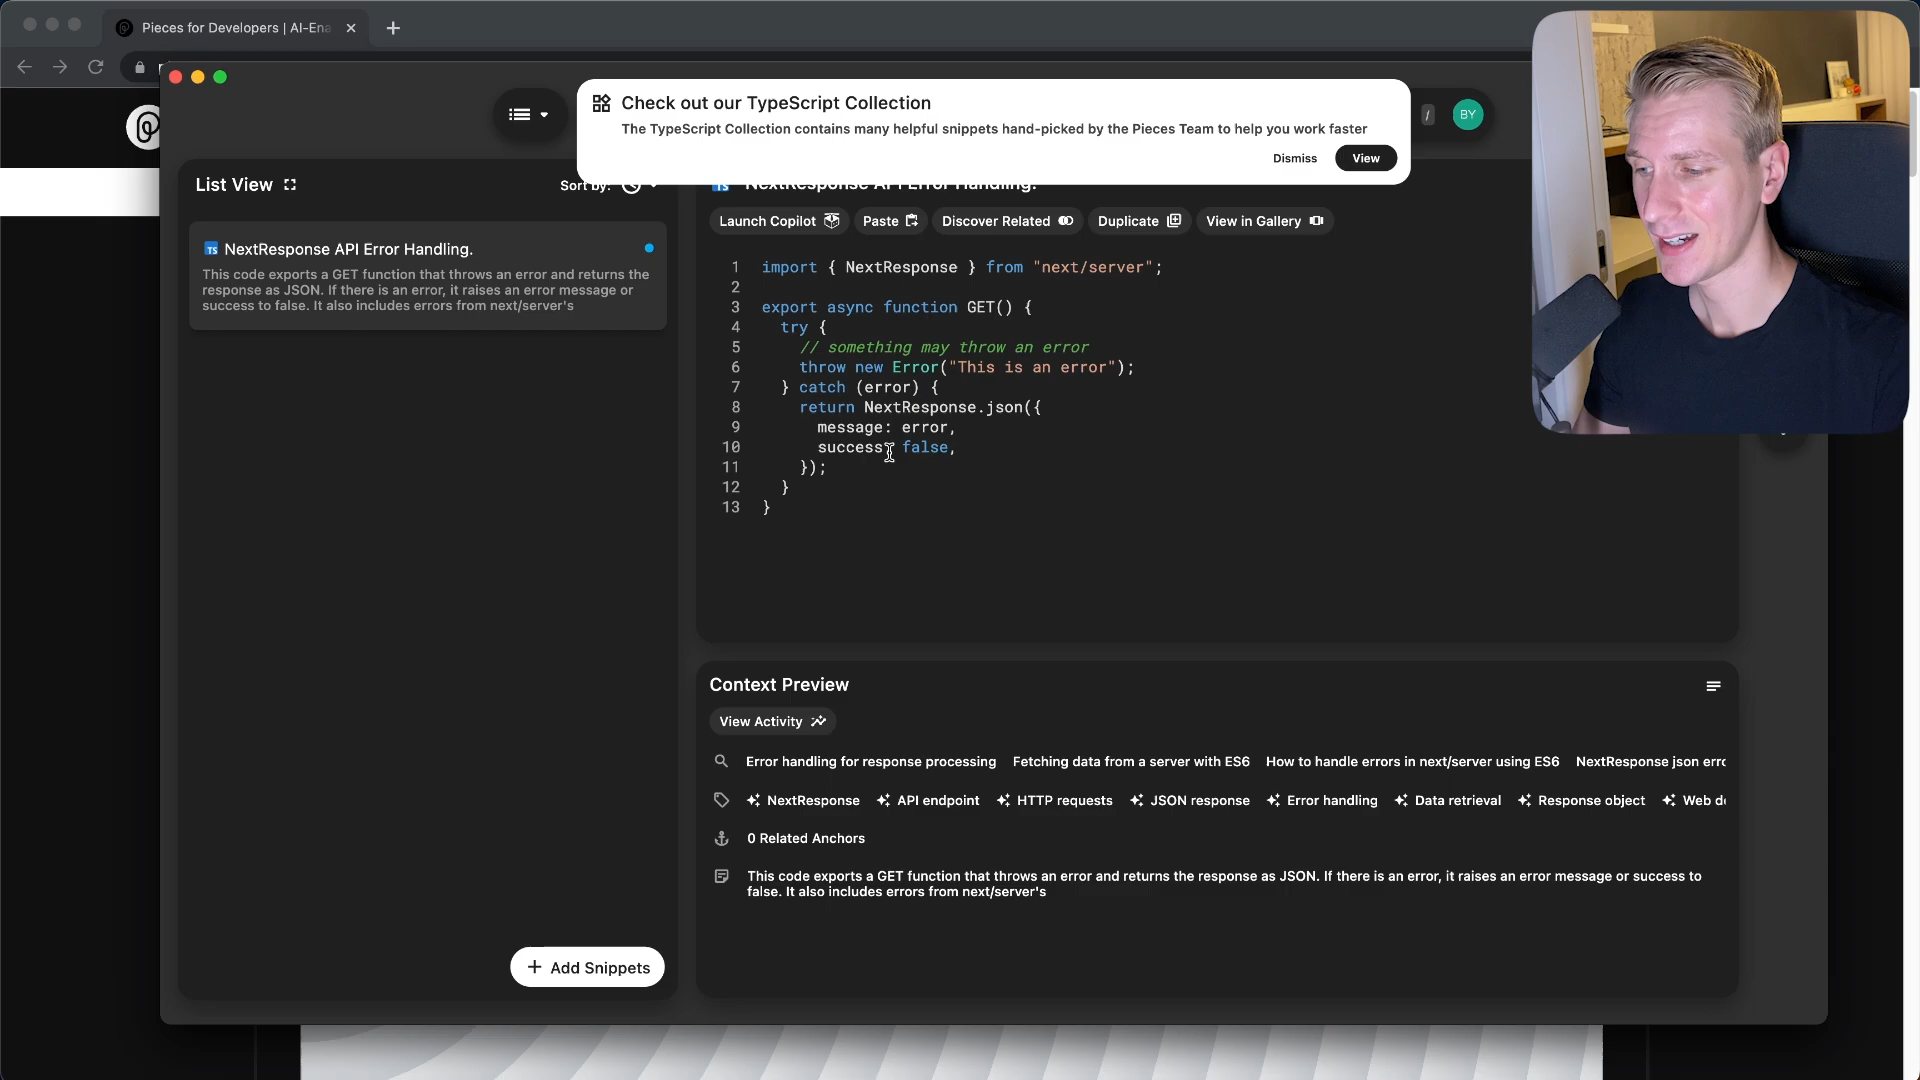 Pieces for Developers | AI-Ena
Check out our TypeScript Collection
The TypeScript Collection contains many helpful snippets hand-picked by the Pieces Team to help you work faster
Dismiss
View
/
BY
List View
Sort by:
NextResponse API Error Handling.
Launch Copilot
Paste
Discover Related
Duplicate
View in Gallery
TS NextResponse API Error Handling.
This code exports a GET function that throws an error and returns the
response as JSON. If there is an error, it raises an error message or
success to false. It also includes errors from next/server's
1 import { NextResponse } from "next/server";
2
3 export async function GET() {
4 try {
5 // something may throw an error
6 throw new Error("This is an error");
7 } catch (error) {
8 return NextResponse.json({
9 message: error,
10 success: false,
11 });
12 }
13 }
Context Preview
View Activity
Error handling for response processing Fetching data from a server with ES6 How to handle errors in next/server using ES6 NextResponse json erro
NextResponse API endpoint HTTP requests JSON response Error handling Data retrieval Response object Web de
0 Related Anchors
This code exports a GET function that throws an error and returns the response as JSON. If there is an error, it raises an error message or success to
false. It also includes errors from next/server's
+ Add Snippets